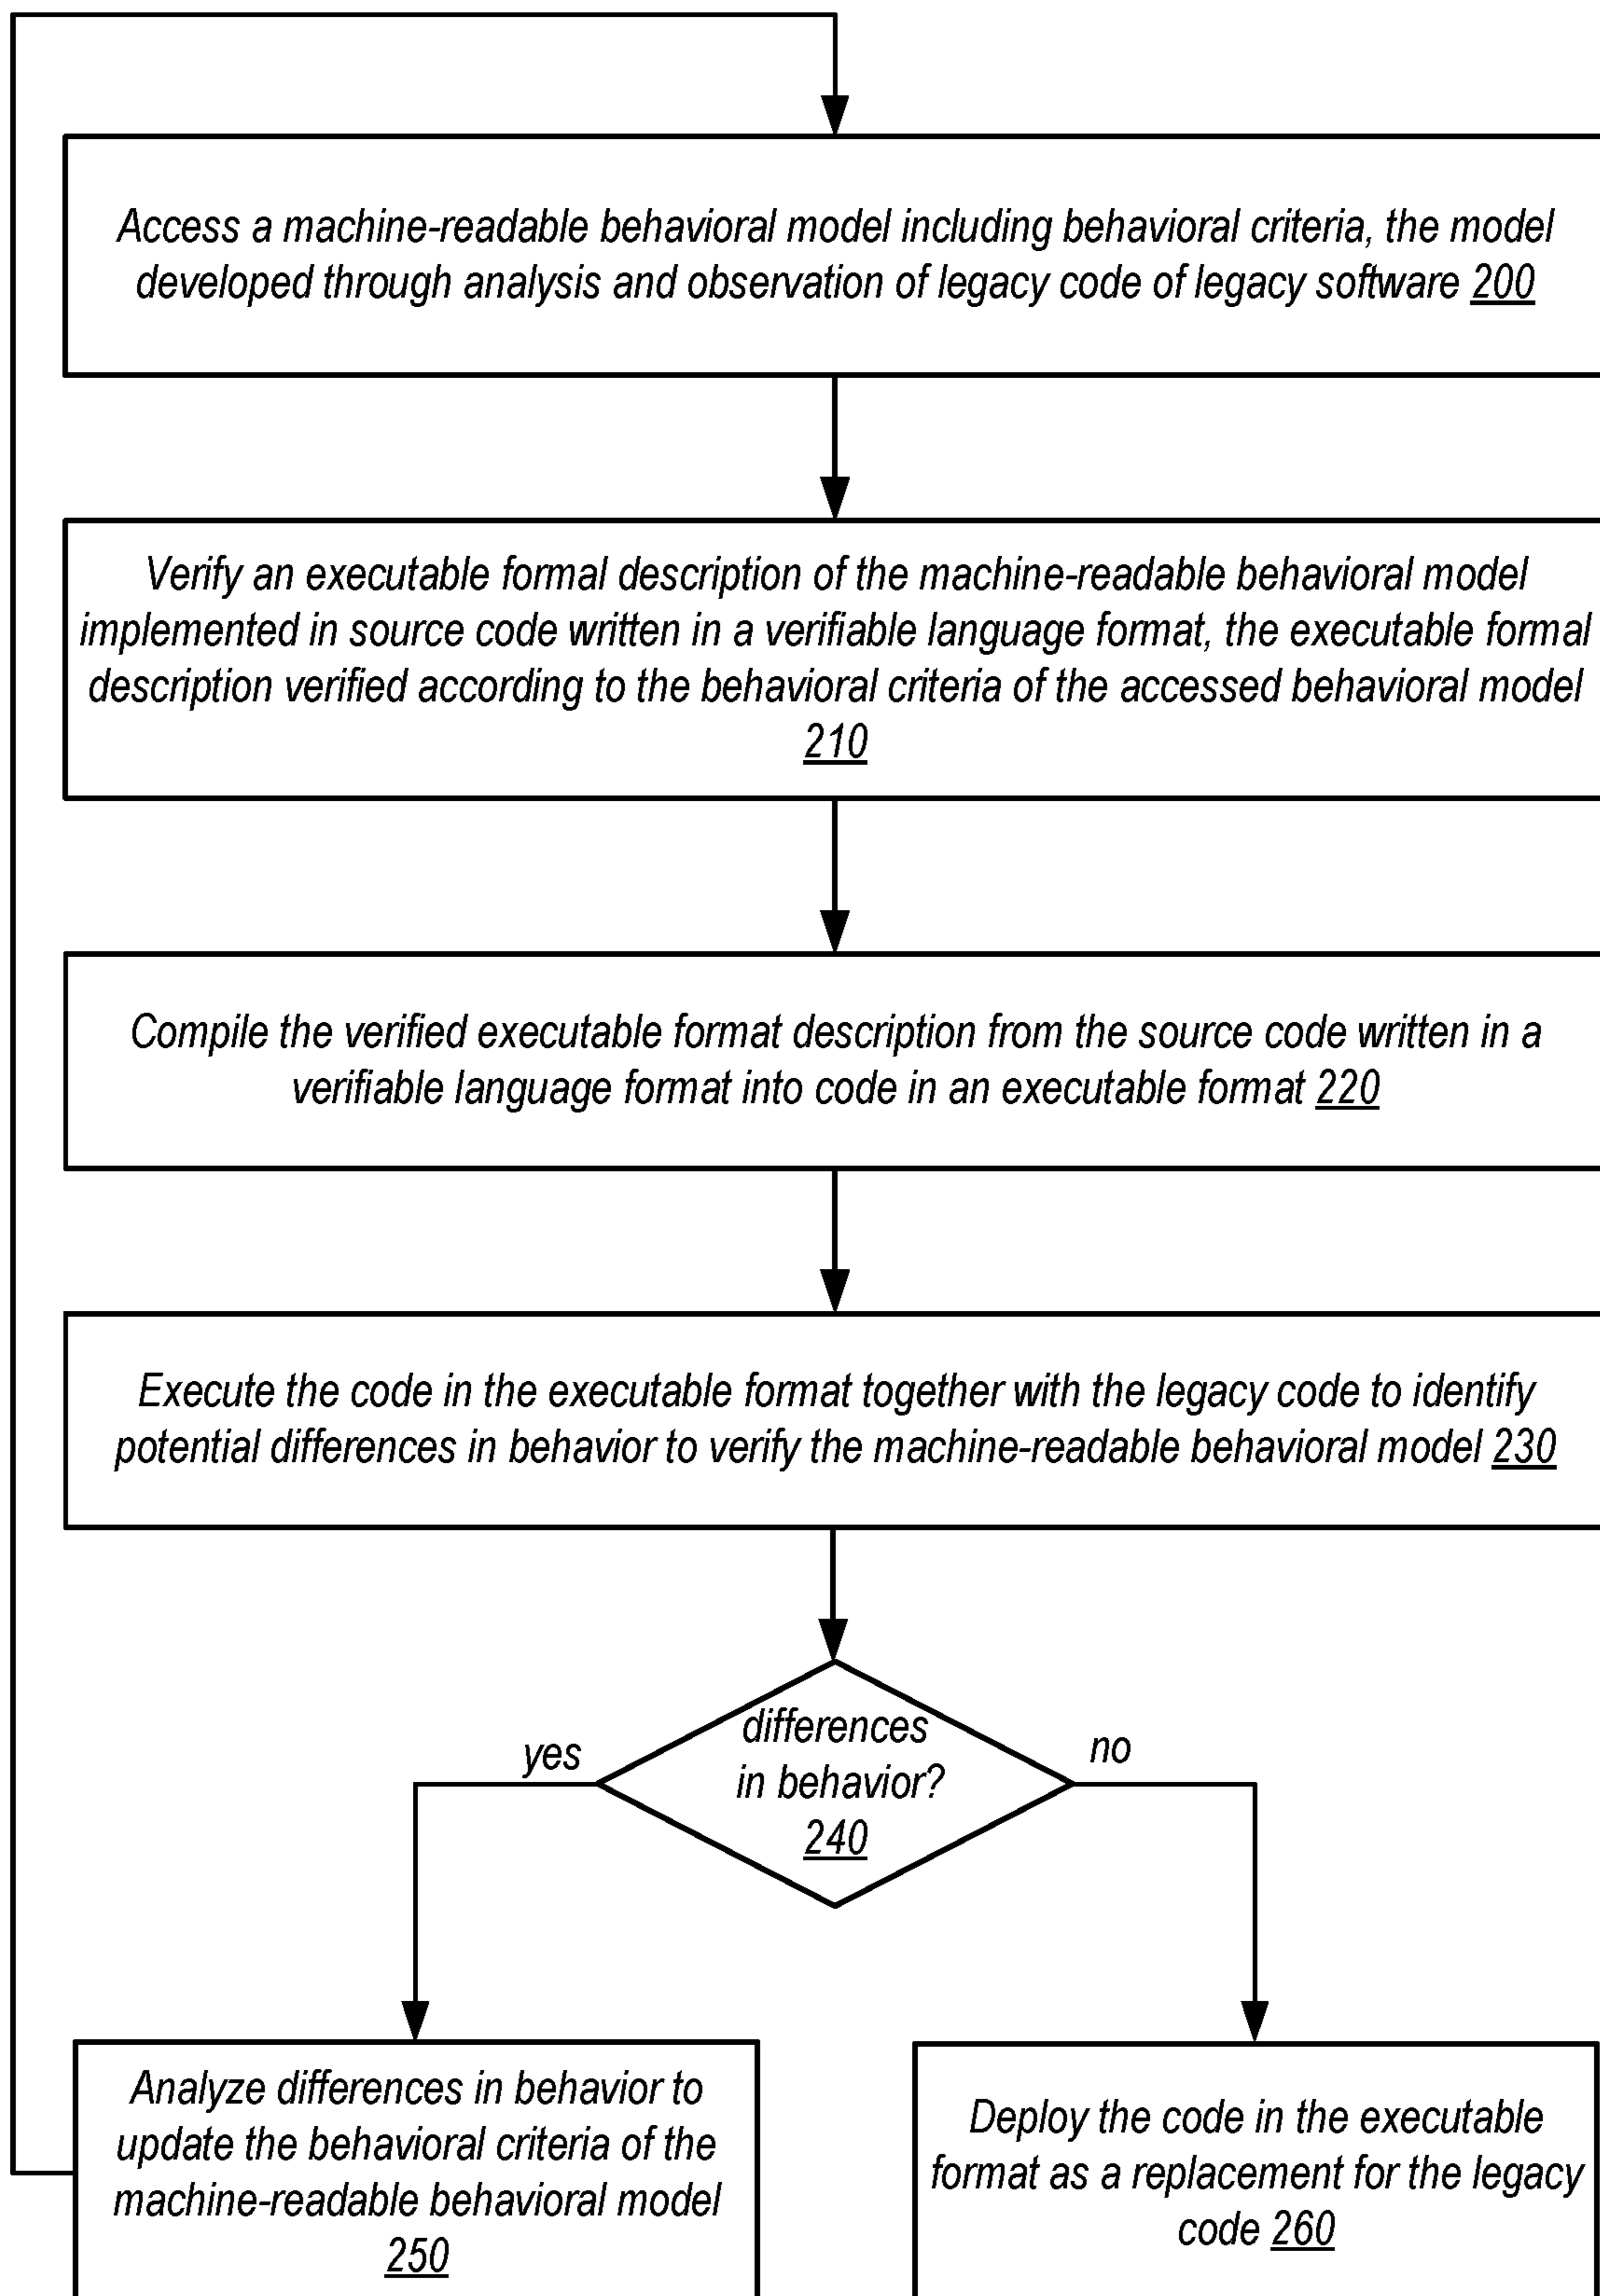 Access a machine-readable behavioral model including behavioral criteria, the model
developed through analysis and observation of legacy code of legacy software 200
Verify an executable formal description of the machine-readable behavioral model
implemented in source code written in a verifiable language format, the executable formal
description verified according to the behavioral criteria of the accessed behavioral model
210
Compile the verified executable format description from the source code written in a
verifiable language format into code in an executable format 220
Execute the code in the executable format together with the legacy code to identify
potential differences in behavior to verify the machine-readable behavioral model 230
differences
in behavior?
240
yes
no
Analyze differences in behavior to
update the behavioral criteria of the
machine-readable behavioral model
250
Deploy the code in the executable
format as a replacement for the legacy
code 260